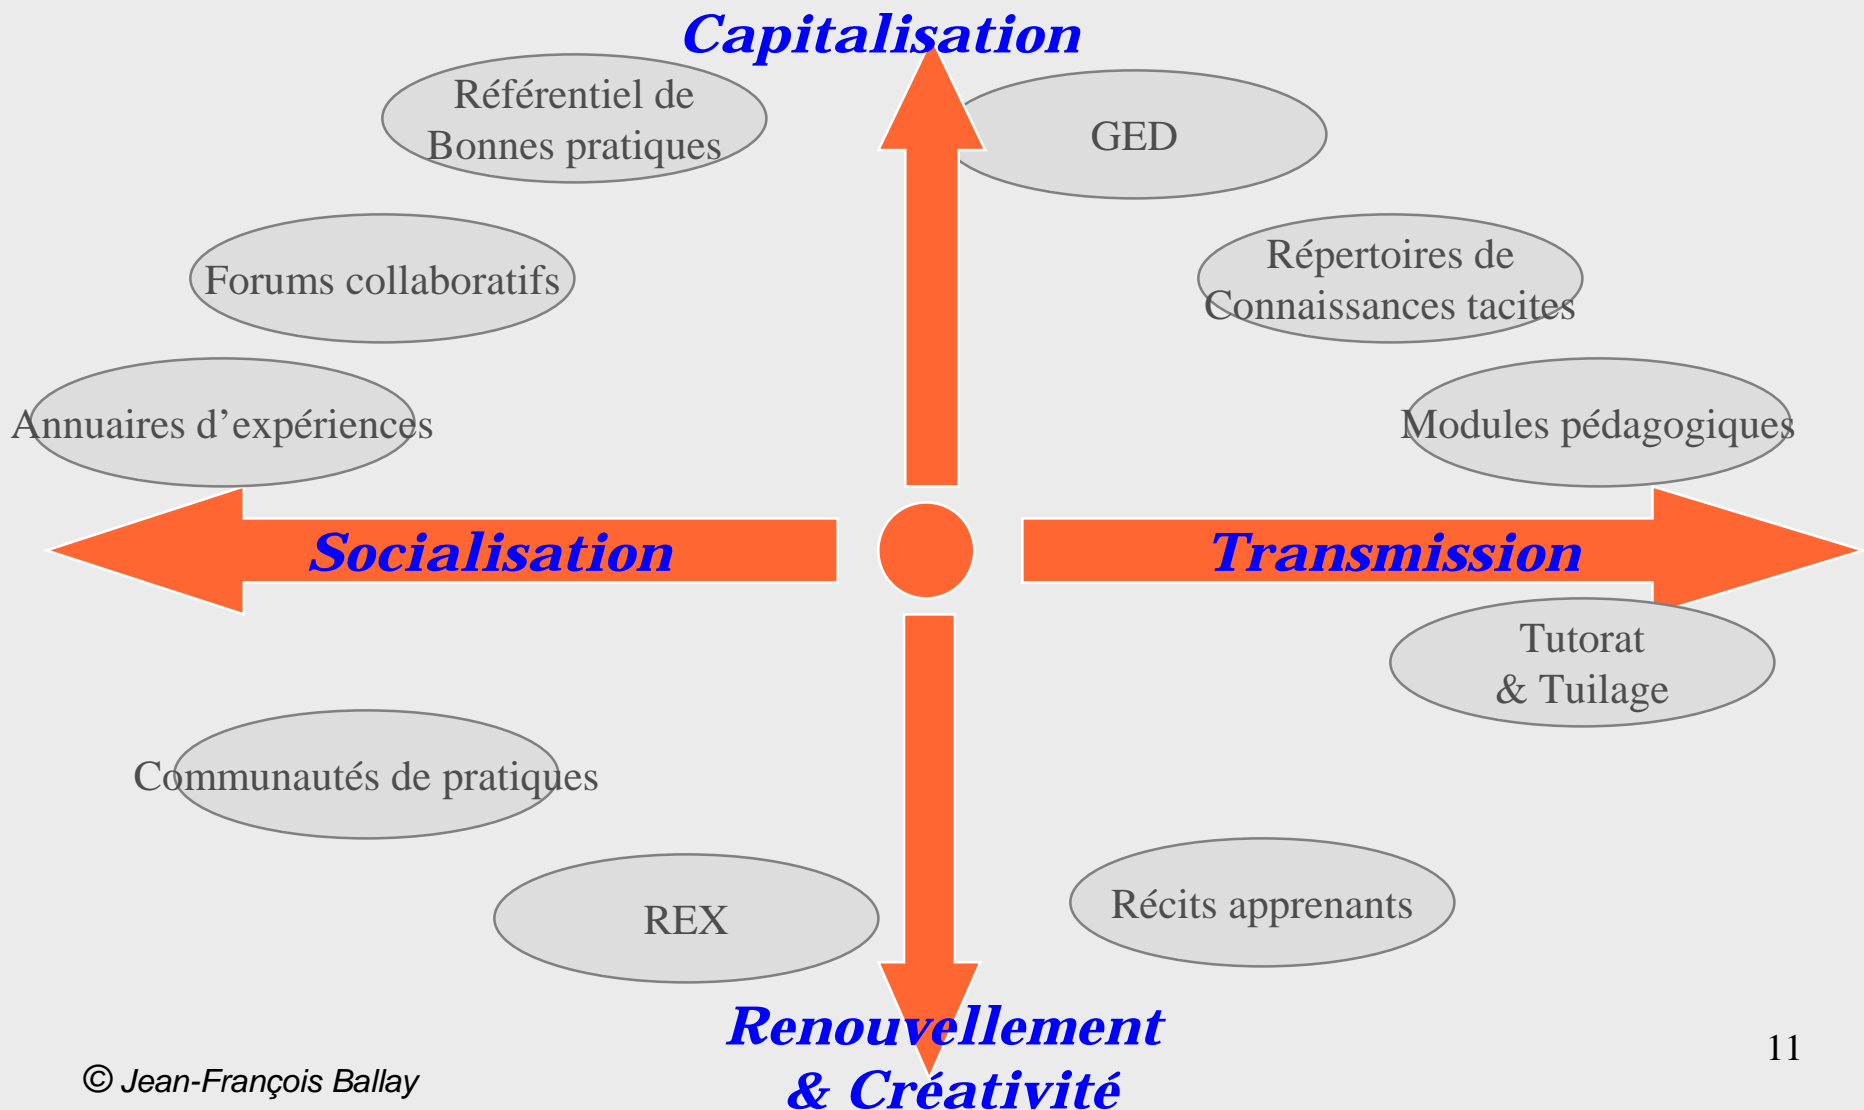 Capitalisation
Référentiel de
Bonnes pratiques
GED
Forums collaboratifs
Répertoires de
Connaissances tacites
Annuaires d’expériences
Modules pédagogiques
Socialisation
Transmission
Tutorat
& Tuilage
Communautés de pratiques
REX
Récits apprenants
Renouvellement
& Créativité
© Jean-François Ballay
11